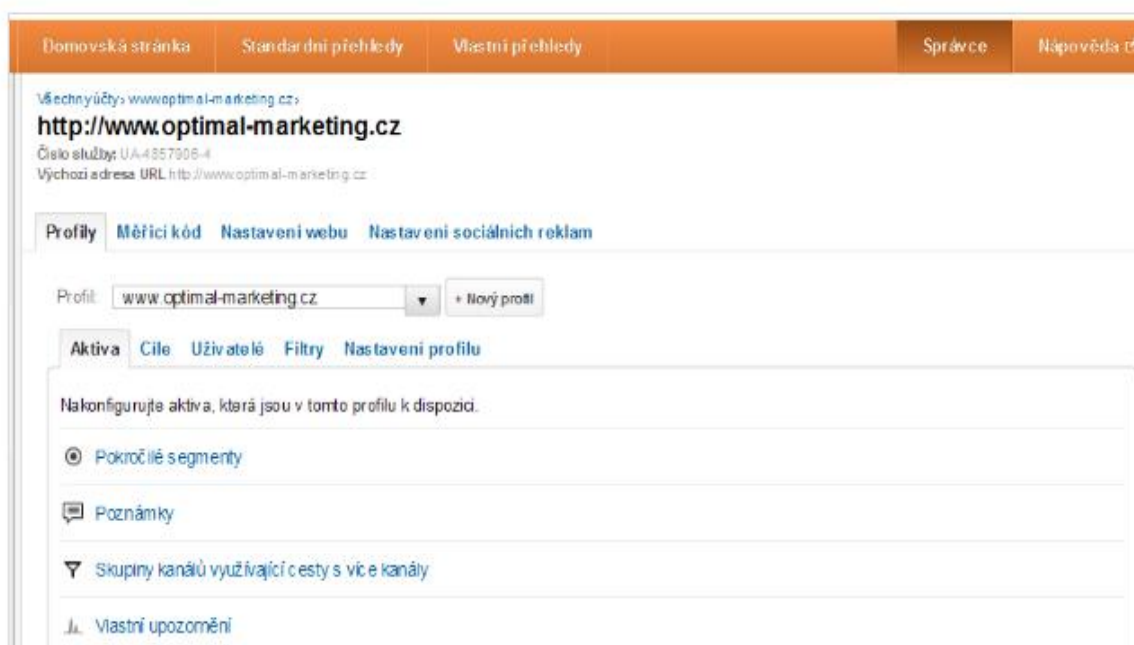 Domovská stránka Standardní přehledy Vlastní přehledy Správce Nápověda
Všechny účty› www.optimal-marketing.cz›
http://www.optimal-marketing.cz
Číslo služby: UA-4857906-4
Výchozí adresa URL http://www.optimal-marketing.cz
Profily Měřicí kód Nastavení webu Nastavení sociálních reklam
Profil: www.optimal-marketing.cz + Nový profil
Aktiva Cíle Uživatelé Filtry Nastavení profilu
Nakonfigurujte aktiva, která jsou v tomto profilu k dispozici.
Pokročilé segmenty
Poznámky
Skupiny kanálů využívající cesty s více kanály
Vlastní upozornění